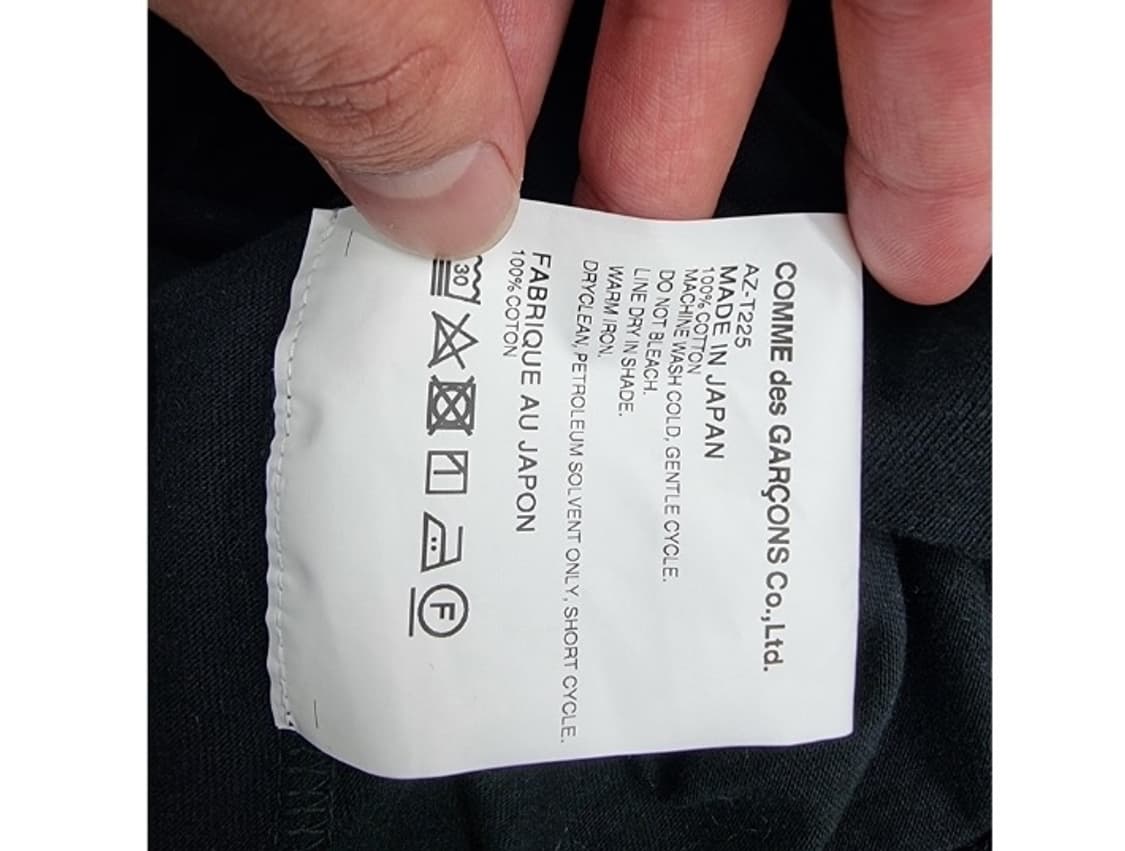 COMME des GARÇONS Co.,Ltd.
AZ-T225
MADE IN JAPAN
100% COTTON
MACHINE WASH COLD, GENTLE CYCLE.
DO NOT BLEACH.
LINE DRY IN SHADE.
WARM IRON.
DRYCLEAN, PETROLEUM SOLVENT ONLY, SHORT CYCLE.
FABRIQUE AU JAPON
100% COTON
30
F